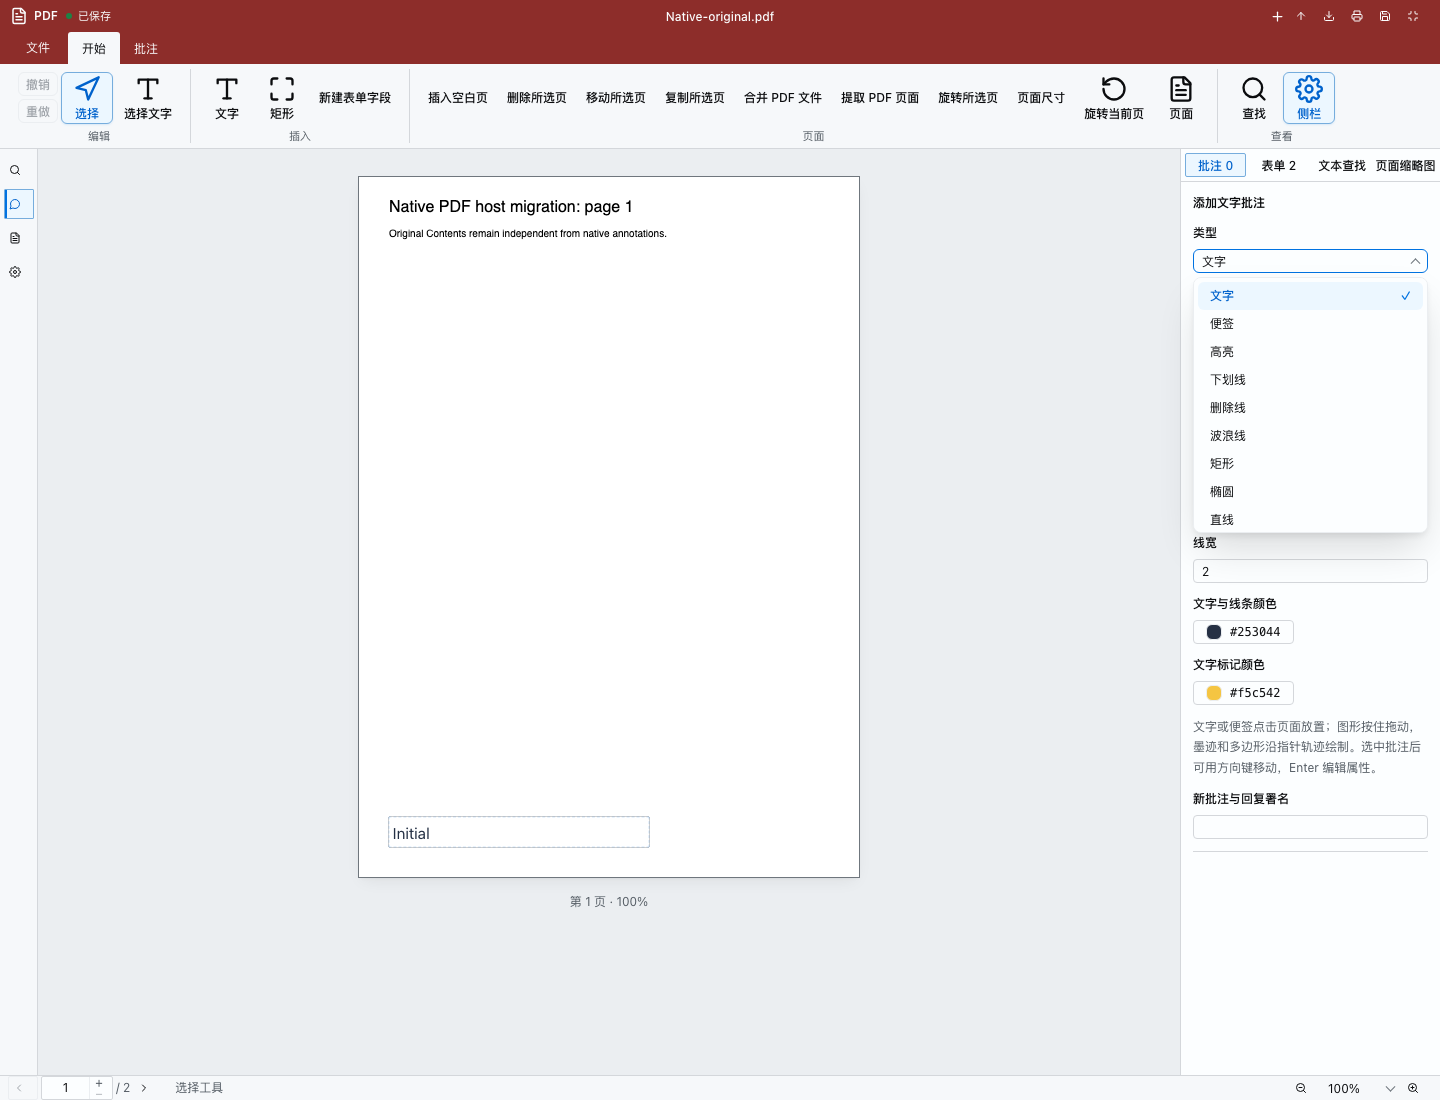 PDF 已保存 Native-original.pdf
文件 开始 批注
撤销 重做 选择 选择文字 编辑
文字 矩形 新建表单字段 插入
插入空白页 删除所选页 移动所选页 复制所选页 合并 PDF 文件 提取 PDF 页面 旋转所选页 页面尺寸 旋转当前页 页面 页面
查找 侧栏 查看
Native PDF host migration: page 1
Original Contents remain independent from native annotations.
Initial
第 1 页 · 100%
批注 0 表单 2 文本查找 页面缩略图
添加文字批注
类型
文字
文字
便签
高亮
下划线
删除线
波浪线
矩形
椭圆
直线
线宽
2
文字与线条颜色
#253044
文字标记颜色
#f5c542
文字或便签点击页面放置；图形按住拖动，
墨迹和多边形沿指针轨迹绘制。选中批注后
可用方向键移动，Enter 编辑属性。
新批注与回复署名
1 / 2 选择工具 100%